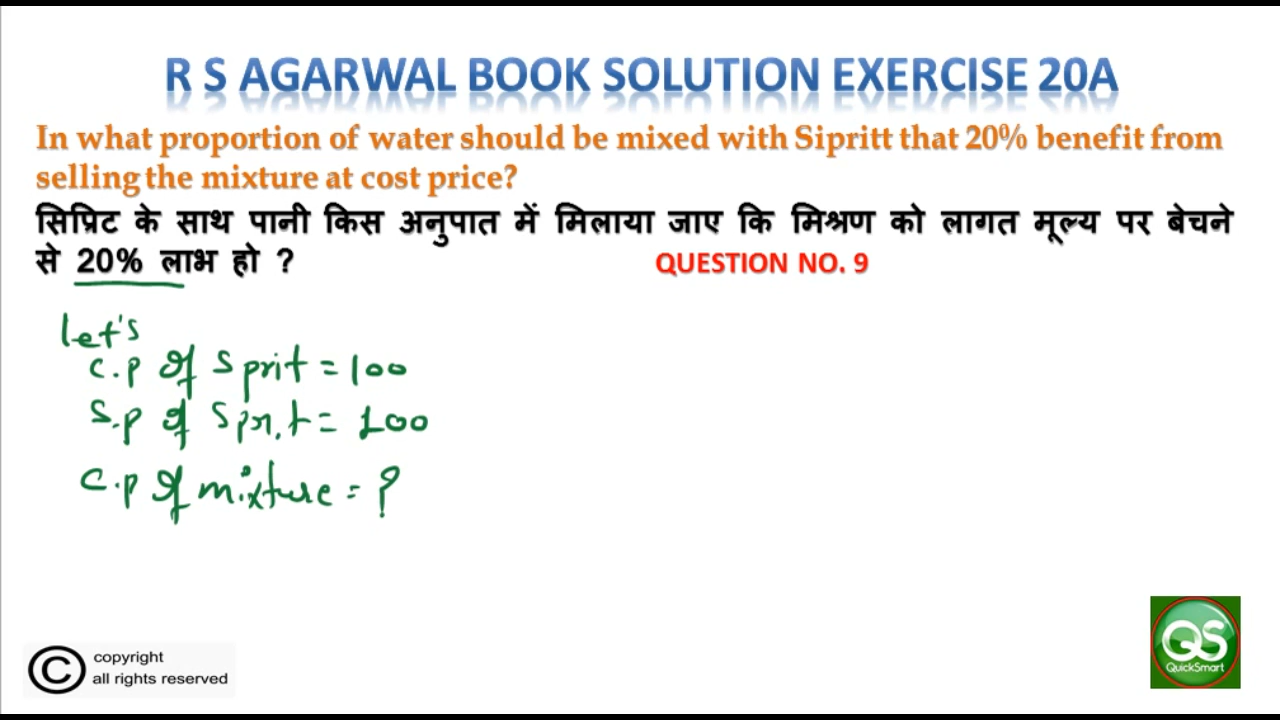 R S AGARWAL BOOK SOLUTION EXERCISE 20A
In what proportion of water should be mixed with Sipritt that 20% benefit from
selling the mixture at cost price?
सिप्रिट के साथ पानी किस अनुपात में मिलाया जाए कि मिश्रण को लागत मूल्य पर बेचने
से 20% लाभ हो ?
QUESTION NO. 9
Let's
C.P of Sprit = 100
S.P of Sprit = 100
C.P of mixture = ?
C copyright
all rights reserved
QS
QuickSmart